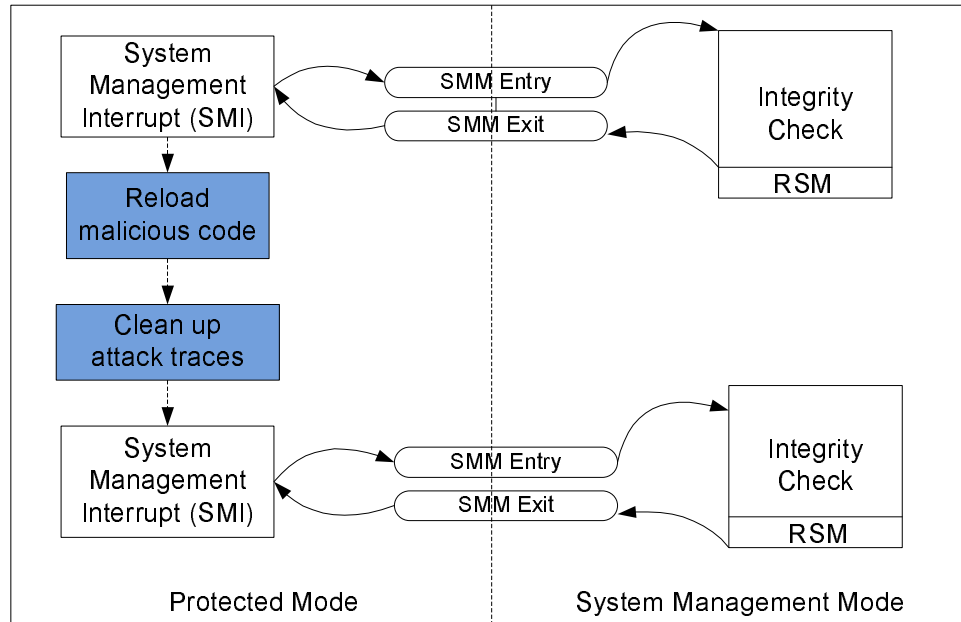 System
Management
Interrupt (SMI)
SMM Entry
SMM Exit
Integrity
Check
RSM
Reload
malicious code
Clean up
attack traces
System
Management
Interrupt (SMI)
SMM Entry
SMM Exit
Integrity
Check
RSM
Protected Mode
System Management Mode